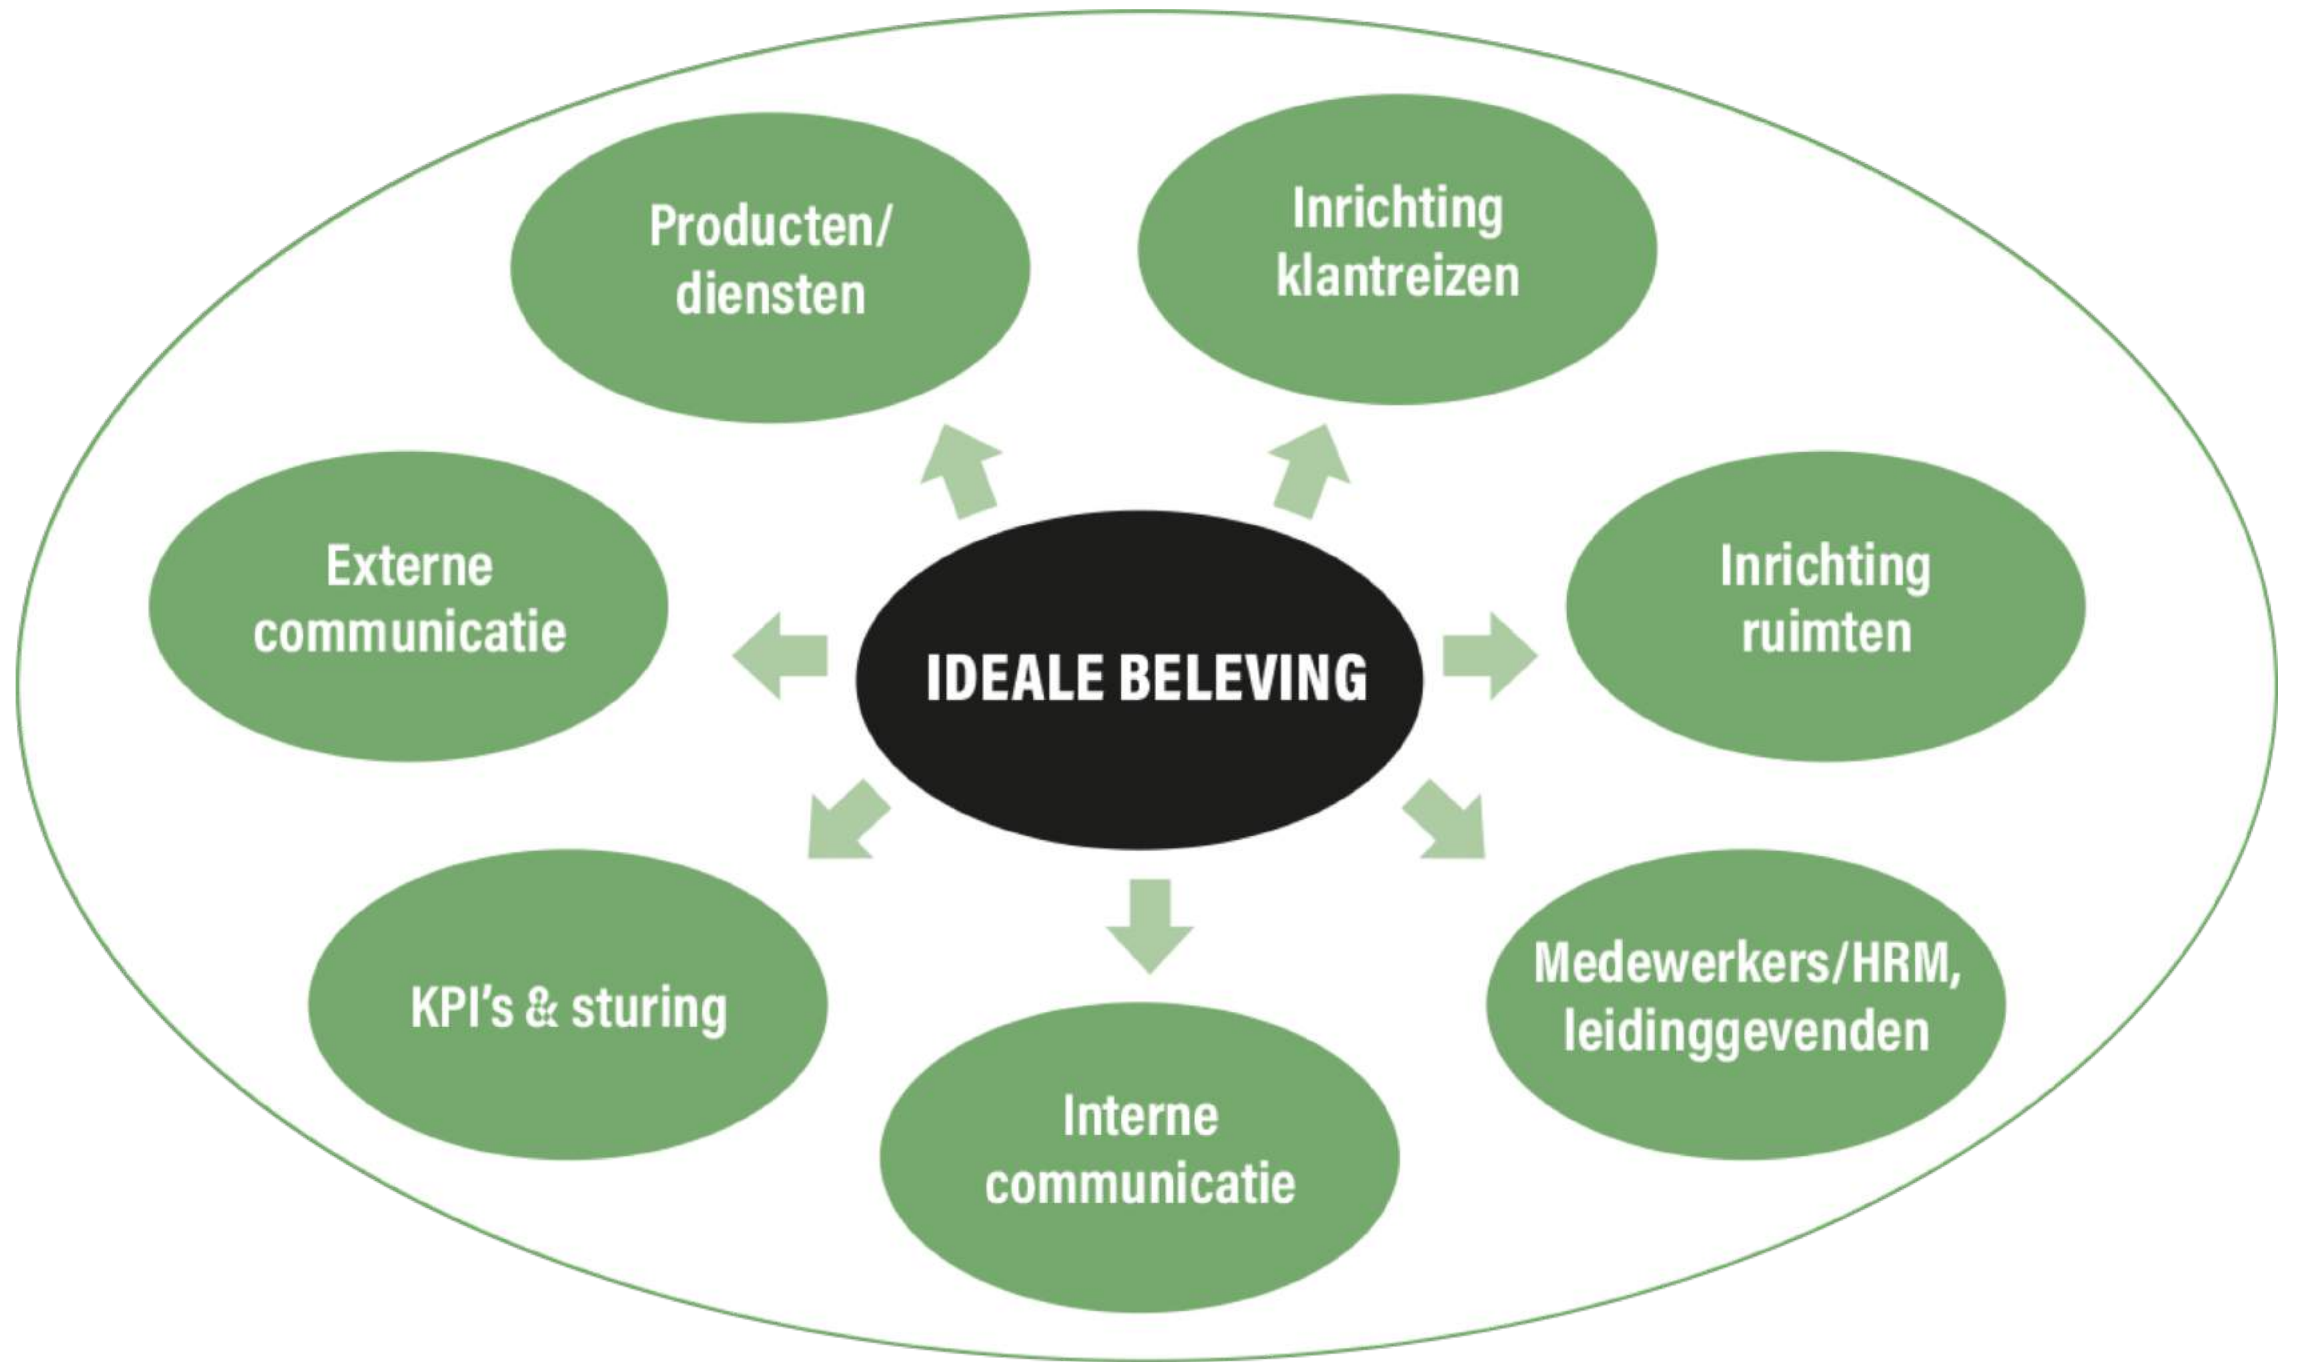 Producten/
diensten
Inrichting
klantreizen
Externe
communicatie
IDEALE BELEVING
Inrichting
ruimten
KPI's & sturing
Medewerkers/HRM,
leidinggevenden
Interne
communicatie